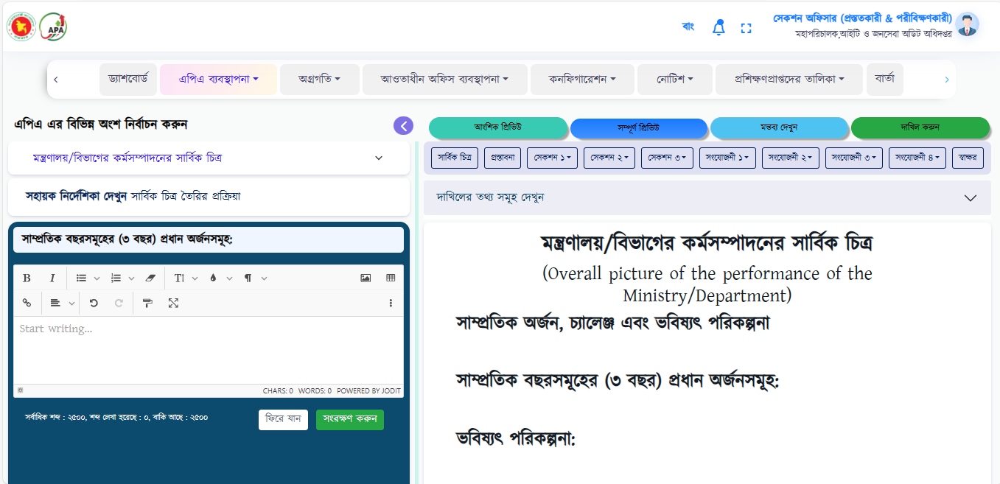 APA
বাং
সেকশন অফিসার (প্রস্ততকারী & পরীবিক্ষণকারী)
মহাপরিচালক,আইটি ও জনসেবা অডিট অধিদপ্তর
ড্যাশবোর্ড এপিএ ব্যবস্থাপনা অগ্রগতি আওতাধীন অফিস ব্যবস্থাপনা কনফিগারেশন নোটিশ প্রশিক্ষণপ্রাপ্তদের তালিকা বার্তা
এপিএ এর বিভিন্ন অংশ নির্বাচন করুন
মন্ত্রণালয়/বিভাগের কর্মসম্পাদনের সার্বিক চিত্র
সহায়ক নির্দেশিকা দেখুন সার্বিক চিত্র তৈরির প্রক্রিয়া
সাম্প্রতিক বছরসমূহের (৩ বছর) প্রধান অর্জনসমূহ:
Start writing...
CHARS: 0 WORDS: 0 POWERED BY JODIT
সর্বাধিক শব্দ : ২৫০০, শব্দ লেখা হয়েছে : ০, বাকি আছে : ২৫০০
ফিরে যান সংরক্ষণ করুন
আংশিক প্রিভিউ সম্পূর্ণ প্রিভিউ মন্তব্য দেখুন দাখিল করুন
সার্বিক চিত্র প্রস্তাবনা সেকশন ১ সেকশন ২ সেকশন ৩ সংযোজনী ১ সংযোজনী ২ সংযোজনী ৩ সংযোজনী ৪ স্বাক্ষর
দাখিলের তথ্য সমূহ দেখুন
মন্ত্রণালয়/বিভাগের কর্মসম্পাদনের সার্বিক চিত্র
(Overall picture of the performance of the
Ministry/Department)
সাম্প্রতিক অর্জন, চ্যালেঞ্জ এবং ভবিষ্যৎ পরিকল্পনা
সাম্প্রতিক বছরসমূহের (৩ বছর) প্রধান অর্জনসমূহ:
ভবিষ্যৎ পরিকল্পনা: